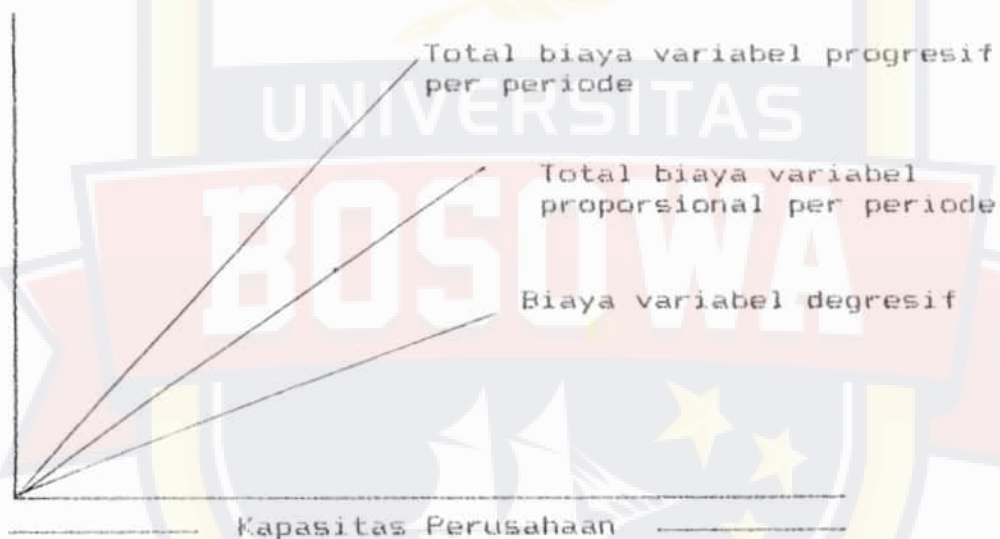 Total biaya variabel progresif
per periode
UNIVERSITAS
Total biaya variabel
proporsional per periode
BOSOWA
Biaya variabel degresif
Kapasitas Perusahaan